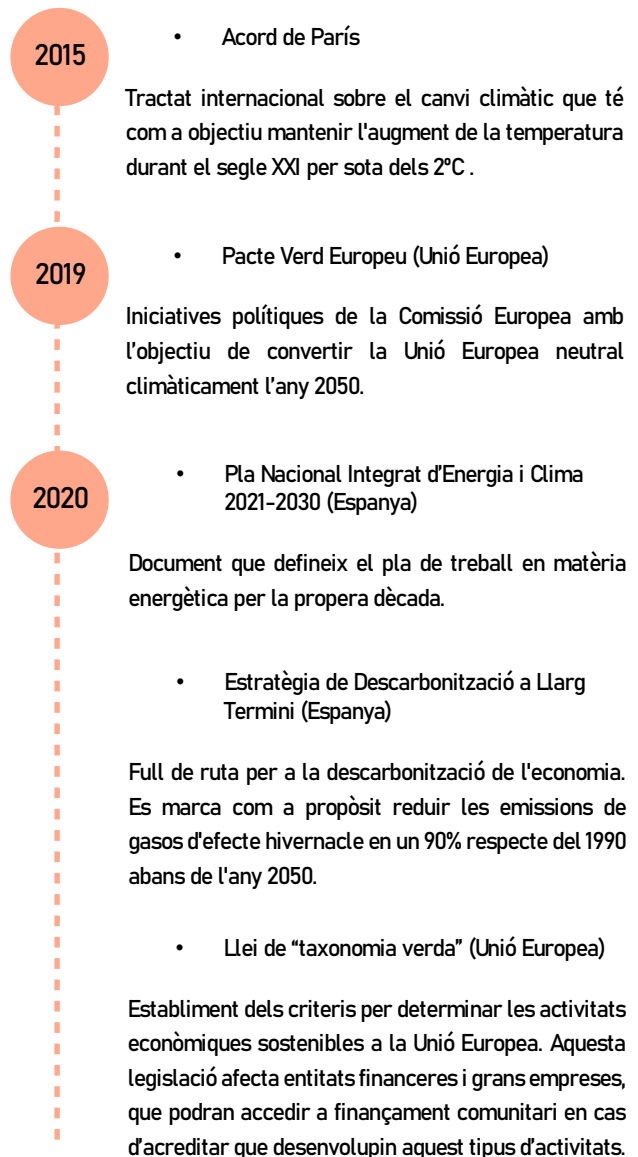 2015
• Acord de París
Tractat internacional sobre el canvi climàtic que té
com a objectiu mantenir l'augment de la temperatura
durant el segle XXI per sota dels 2ºC .
2019
• Pacte Verd Europeu (Unió Europea)
Iniciatives polítiques de la Comissió Europea amb
l’objectiu de convertir la Unió Europea neutral
climàticament l’any 2050.
2020
• Pla Nacional Integrat d’Energia i Clima
2021-2030 (Espanya)
Document que defineix el pla de treball en matèria
energètica per la propera dècada.
• Estratègia de Descarbonització a Llarg
Termini (Espanya)
Full de ruta per a la descarbonització de l'economia.
Es marca com a propòsit reduir les emissions de
gasos d'efecte hivernacle en un 90% respecte del 1990
abans de l'any 2050.
• Llei de “taxonomia verda” (Unió Europea)
Establiment dels criteris per determinar les activitats
econòmiques sostenibles a la Unió Europea. Aquesta
legislació afecta entitats financeres i grans empreses,
que podran accedir a finançament comunitari en cas
d’acreditar que desenvolupin aquest tipus d’activitats.